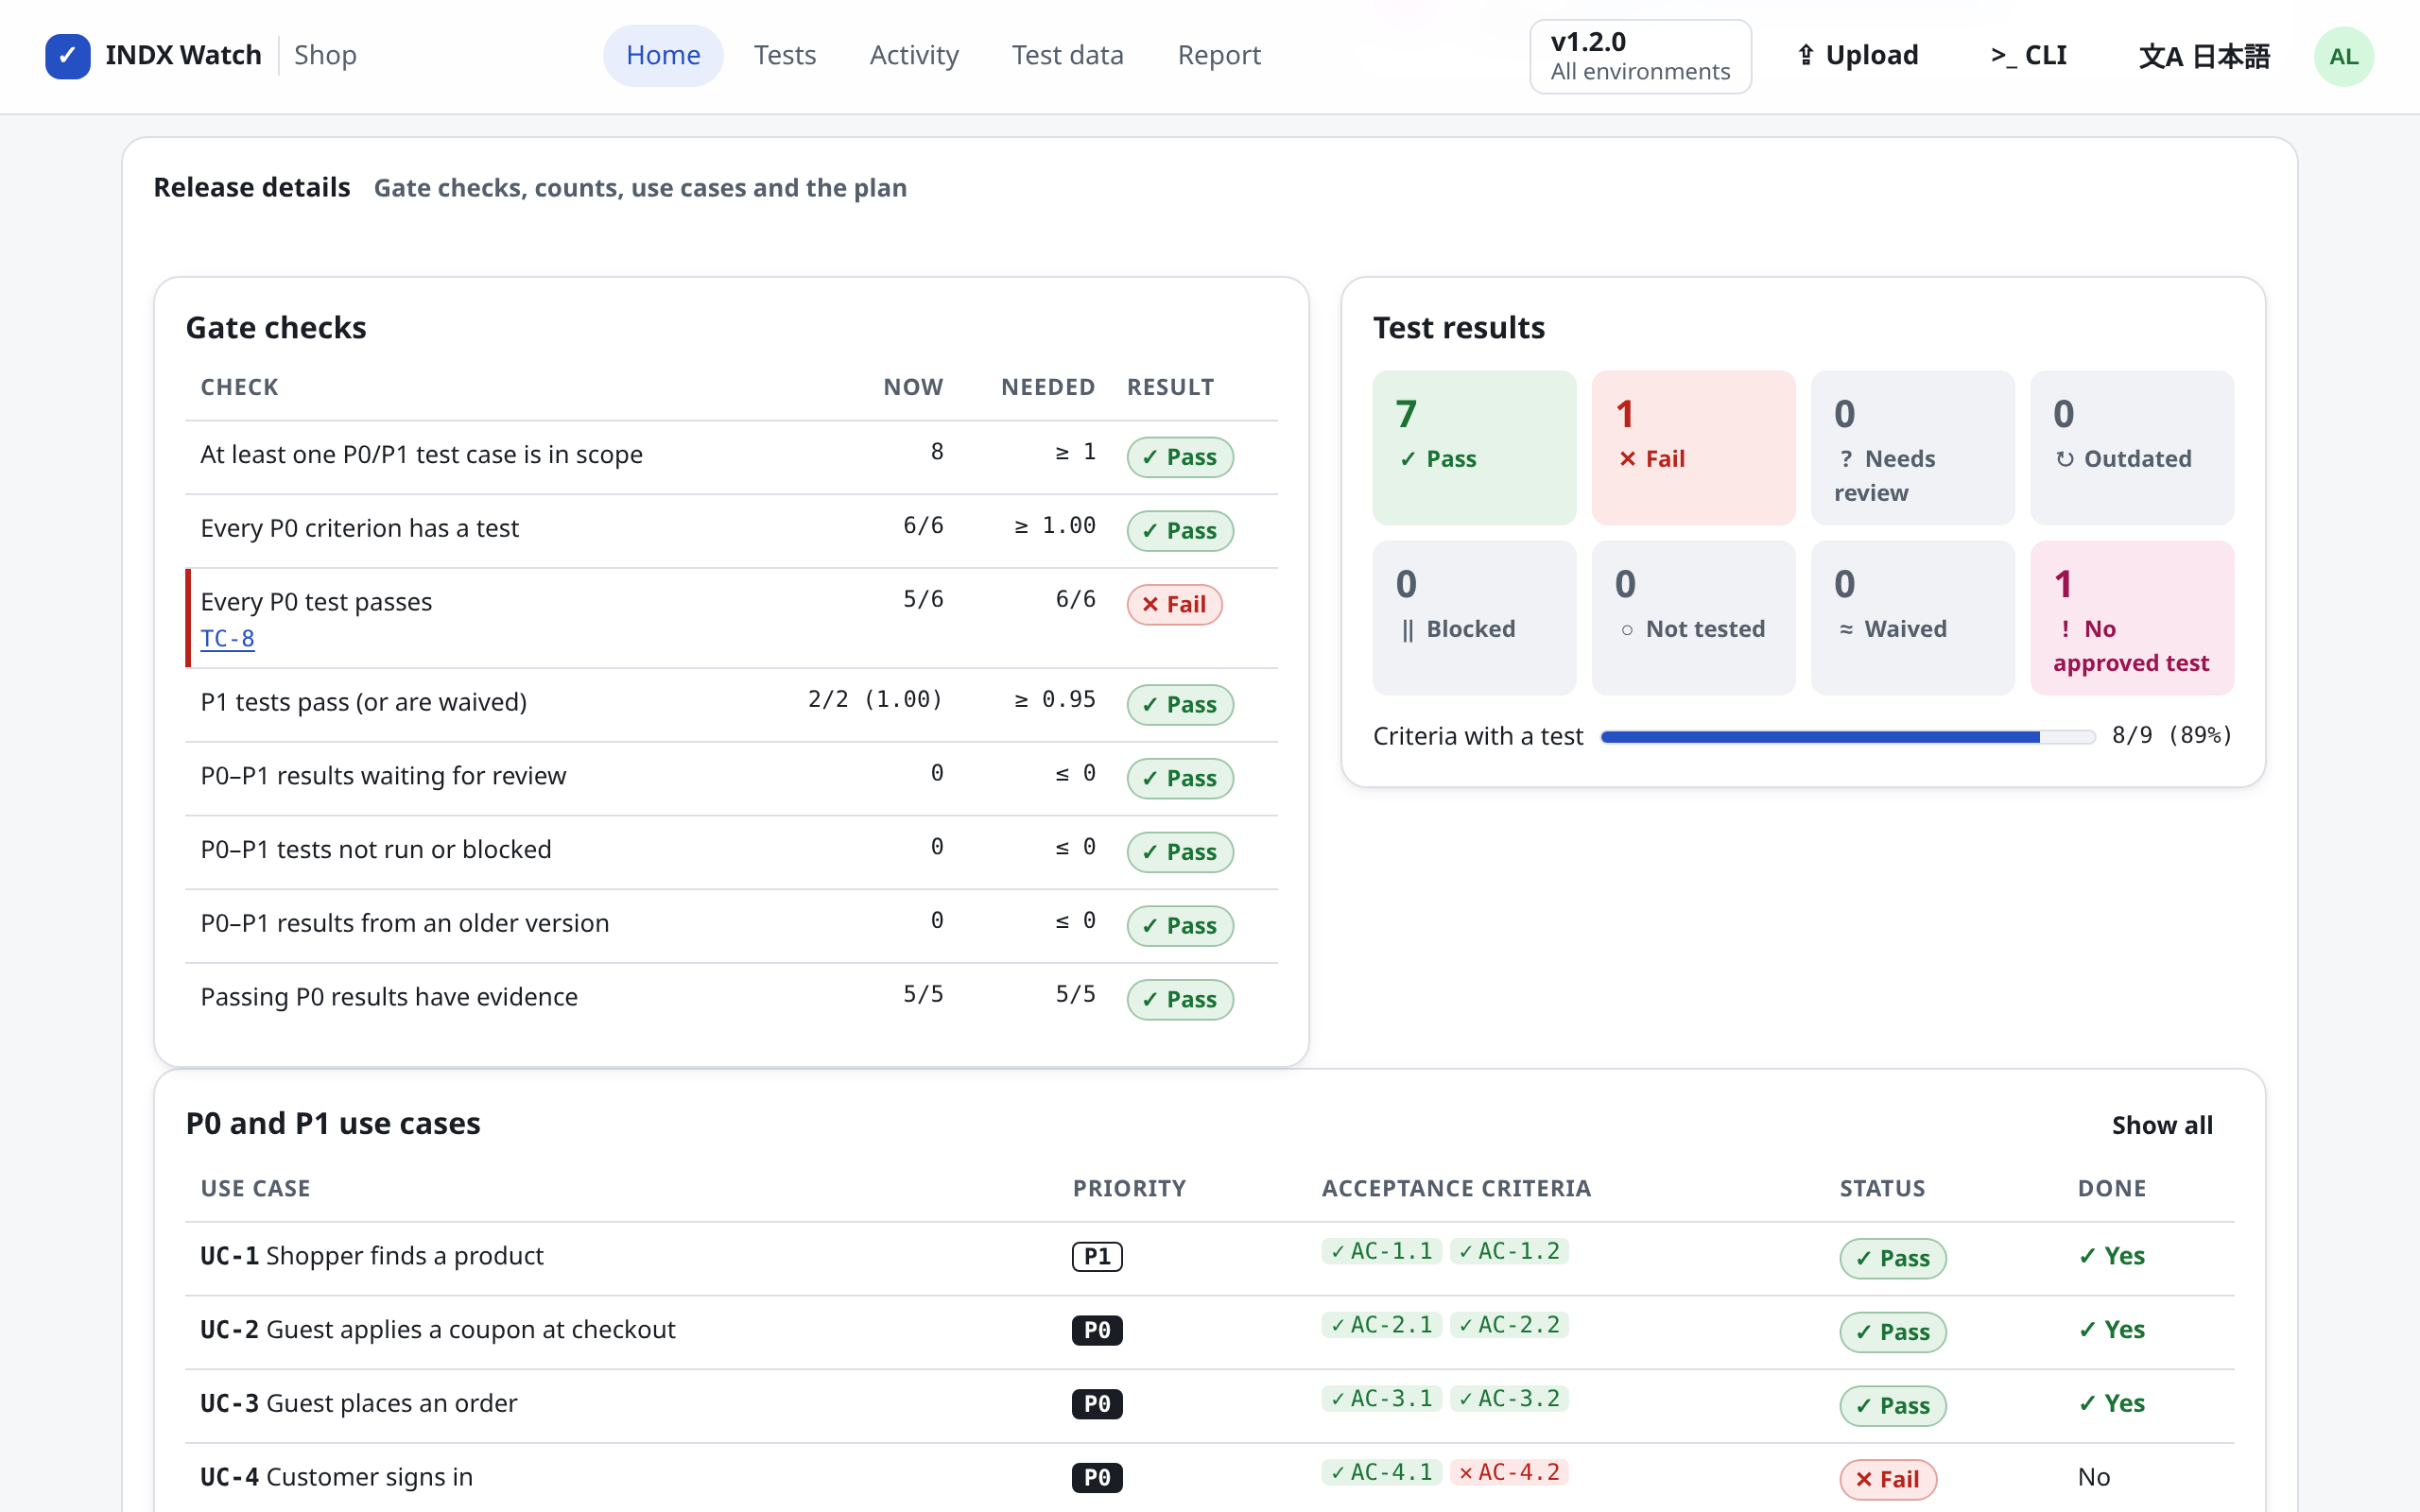 ✓ INDX Watch Shop
Home Tests Activity Test data Report
v1.2.0
All environments
⇪ Upload >_ CLI 文A 日本語 AL
Release details Gate checks, counts, use cases and the plan
Gate checks
CHECK NOW NEEDED RESULT
At least one P0/P1 test case is in scope 8 ≥ 1 ✓ Pass
Every P0 criterion has a test 6/6 ≥ 1.00 ✓ Pass
Every P0 test passes 5/6 6/6 ✕ Fail
TC-8
P1 tests pass (or are waived) 2/2 (1.00) ≥ 0.95 ✓ Pass
P0–P1 results waiting for review 0 ≤ 0 ✓ Pass
P0–P1 tests not run or blocked 0 ≤ 0 ✓ Pass
P0–P1 results from an older version 0 ≤ 0 ✓ Pass
Passing P0 results have evidence 5/5 5/5 ✓ Pass
Test results
7
✓ Pass
1
✕ Fail
0
? Needs
review
0
↻ Outdated
0
‖ Blocked
0
○ Not tested
0
≈ Waived
1
! No
approved test
Criteria with a test 8/9 (89%)
P0 and P1 use cases Show all
USE CASE PRIORITY ACCEPTANCE CRITERIA STATUS DONE
UC-1 Shopper finds a product P1 ✓ AC-1.1 ✓ AC-1.2 ✓ Pass ✓ Yes
UC-2 Guest applies a coupon at checkout P0 ✓ AC-2.1 ✓ AC-2.2 ✓ Pass ✓ Yes
UC-3 Guest places an order P0 ✓ AC-3.1 ✓ AC-3.2 ✓ Pass ✓ Yes
UC-4 Customer signs in P0 ✓ AC-4.1 ✕ AC-4.2 ✕ Fail No